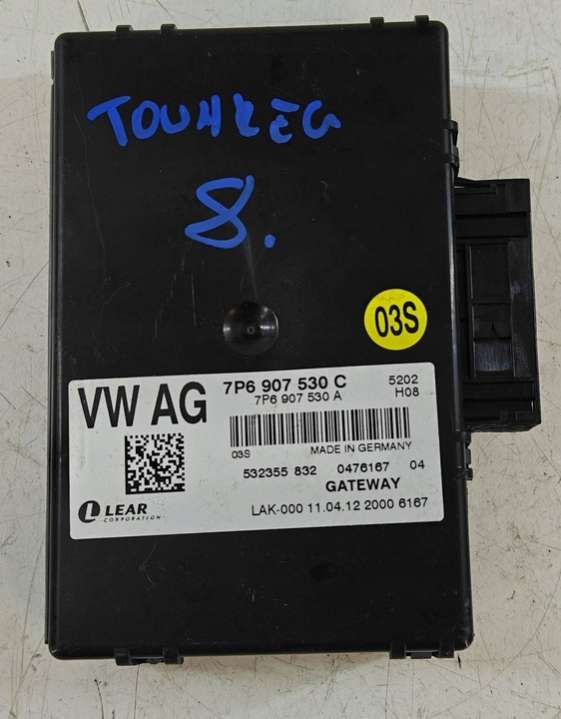 TOUAREG
8.
03S
VW AG
7P6 907 530 C
7P6 907 530 A
5202
H08
03S
MADE IN GERMANY
532355 832 0476167 04
GATEWAY
LEAR
CORPORATION
LAK-000 11.04.12 2000 6167